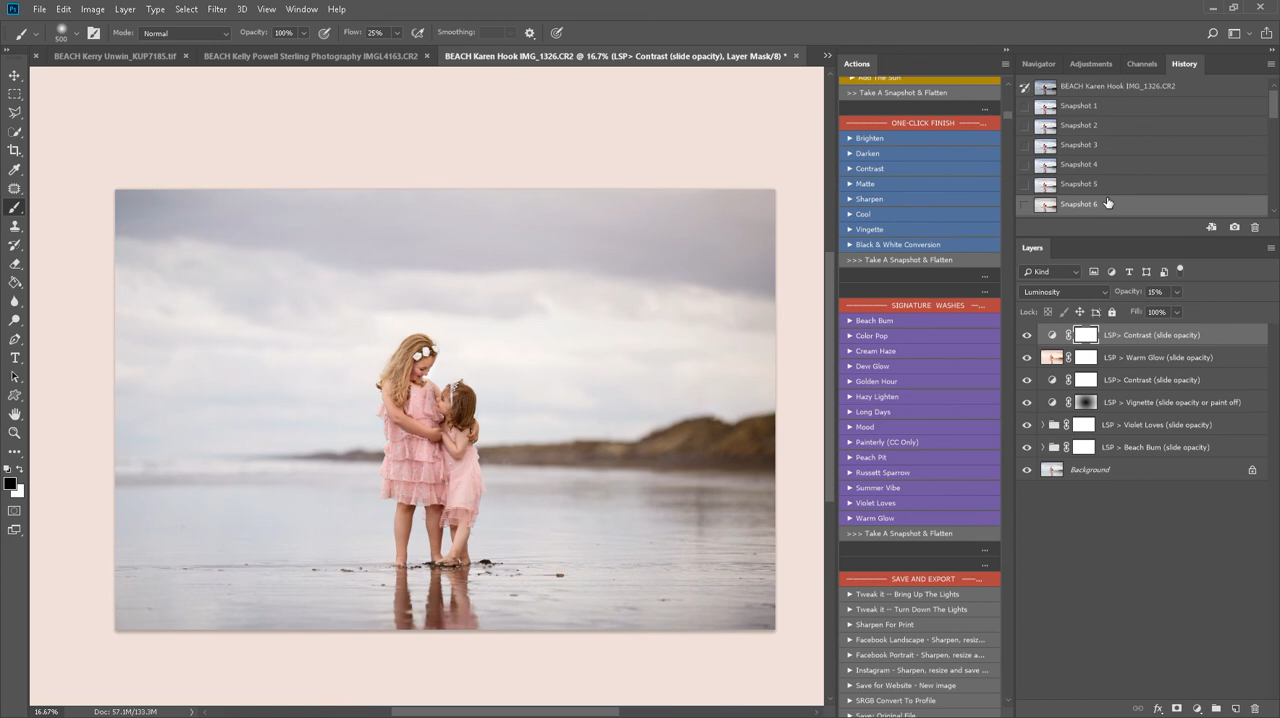 File Edit Image Layer Type Select Filter 3D View Window Help
500 Mode: Normal Opacity: 100% Flow: 25% Smoothing:
BEACH Kerry Unwin_KUP7185.tif × BEACH Kelly Powell Sterling Photography IMGL4163.CR2 × BEACH Karen Hook IMG_1326.CR2 @ 16.7% (LSP> Contrast (slide opacity), Layer Mask/8) * ×
Actions
Add The Sun
>> Take A Snapshot & Flatten
...
ONE-CLICK FINISH ...
Brighten
Darken
Contrast
Matte
Sharpen
Cool
Vingette
Black & White Conversion
>>> Take A Snapshot & Flatten
...
...
SIGNATURE WASHES ...
Beach Bum
Color Pop
Cream Haze
Dew Glow
Golden Hour
Hazy Lighten
Long Days
Mood
Painterly (CC Only)
Peach Pit
Russett Sparrow
Summer Vibe
Violet Loves
Warm Glow
>>> Take A Snapshot & Flatten
...
...
SAVE AND EXPORT ...
Tweak it -- Bring Up The Lights
Tweak it -- Turn Down The Lights
Sharpen For Print
Facebook Landscape - Sharpen, resiz...
Facebook Portrait - Sharpen, resize a...
Instagram - Sharpen, resize and save ...
Save for Website - New image
SRGB Convert To Profile
Save: Original File
Navigator Adjustments Channels History
BEACH Karen Hook IMG_1326.CR2
Snapshot 1
Snapshot 2
Snapshot 3
Snapshot 4
Snapshot 5
Snapshot 6
Layers
Kind
Luminosity Opacity: 15%
Lock: Fill: 100%
LSP> Contrast (slide opacity)
LSP > Warm Glow (slide opacity)
LSP> Contrast (slide opacity)
LSP > Vignette (slide opacity or paint off)
LSP > Violet Loves (slide opacity)
LSP > Beach Bum (slide opacity)
Background
16.67% Doc: 57.1M/133.3M